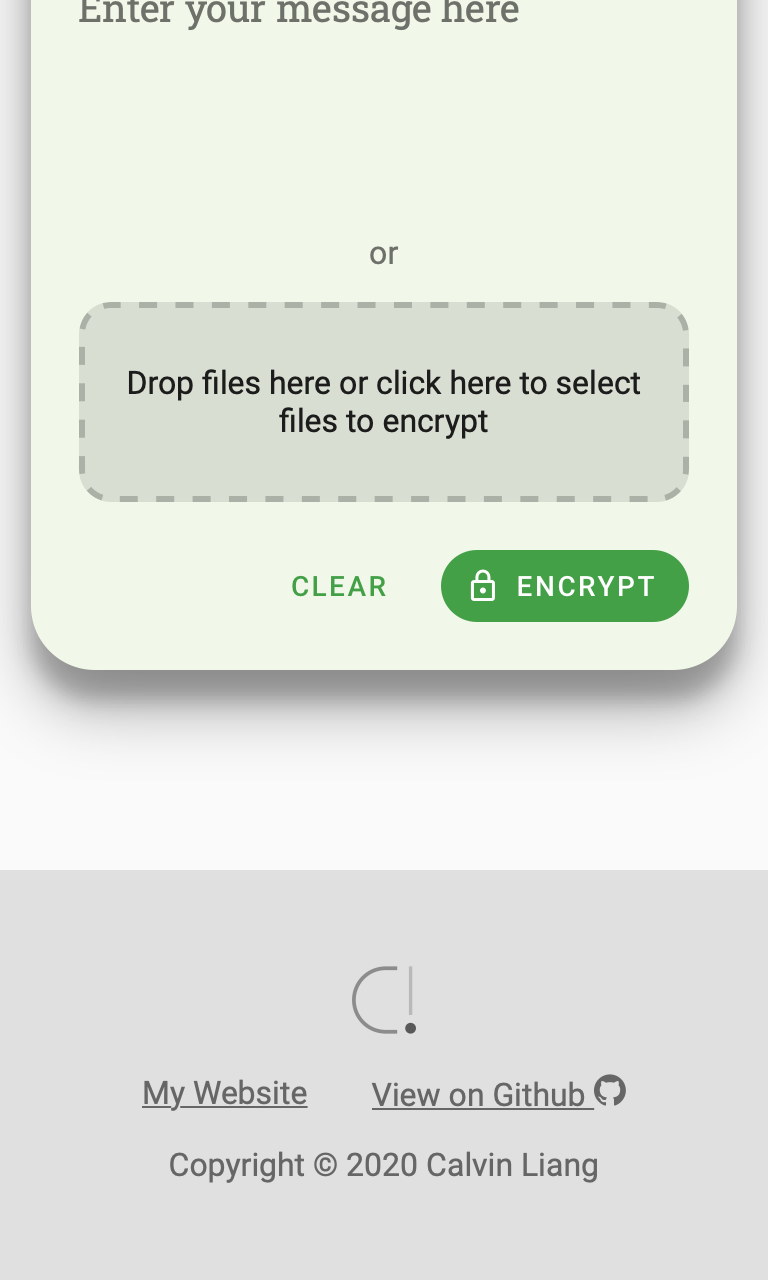 Enter your message here
or
Drop files here or click here to select
files to encrypt
CLEAR
ENCRYPT
My Website
View on Github
Copyright © 2020 Calvin Liang